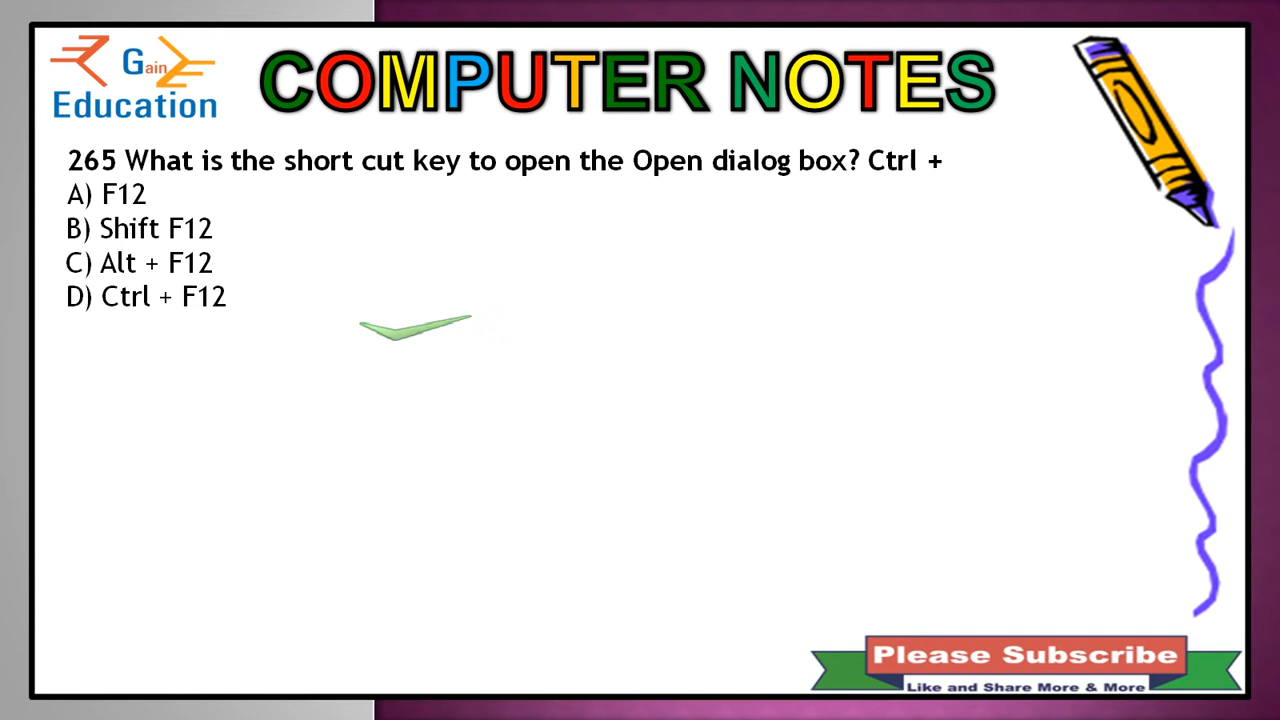 Gain
Education
COMPUTER NOTES
265 What is the short cut key to open the Open dialog box? Ctrl +
A) F12
B) Shift F12
C) Alt + F12
D) Ctrl + F12
Please Subscribe
Like and Share More & More